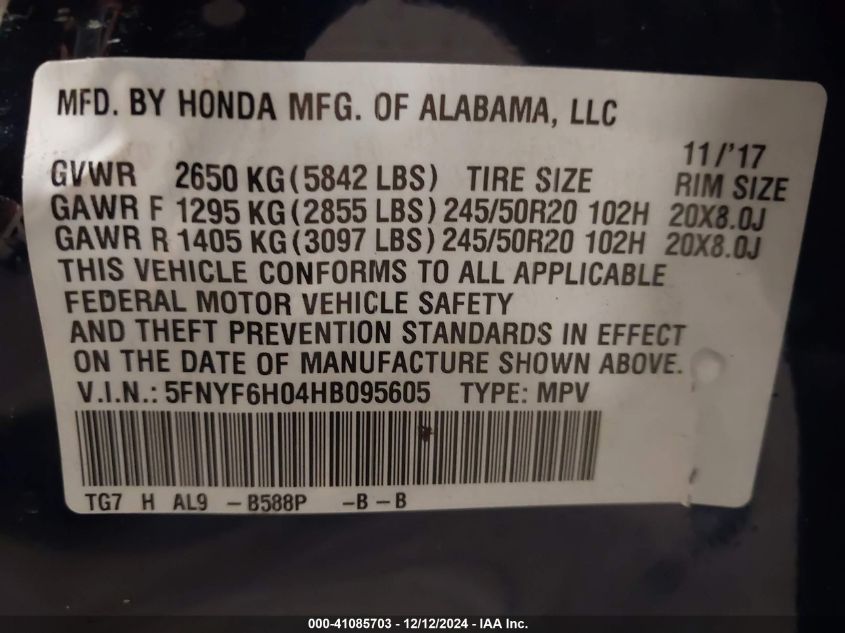 MFD. BY HONDA MFG. OF ALABAMA, LLC
11/'17
GVWR 2650 KG (5842 LBS) TIRE SIZE RIM SIZE
GAWR F 1295 KG (2855 LBS) 245/50R20 102H 20X8.0J
GAWR R 1405 KG (3097 LBS) 245/50R20 102H 20X8.0J
THIS VEHICLE CONFORMS TO ALL APPLICABLE
FEDERAL MOTOR VEHICLE SAFETY
AND THEFT PREVENTION STANDARDS IN EFFECT
ON THE DATE OF MANUFACTURE SHOWN ABOVE.
V.I.N.: 5FNYF6H04HB095605 TYPE: MPV
TG7 H AL9 -B588P -B-B
000-41085703 - 12/12/2024 - IAA Inc.